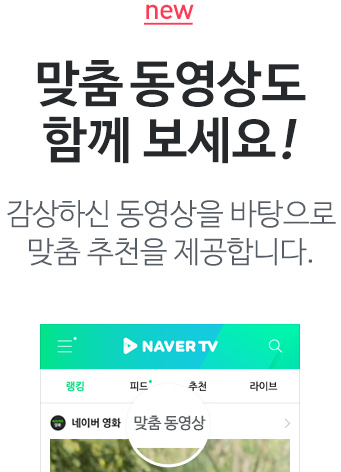 new
맞춤 동영상도
함께 보세요!
감상하신 동영상을 바탕으로
맞춤 추천을 제공합니다.
NAVER TV
랭킹 피드 추천 라이브
네이버 영화 맞춤 동영상